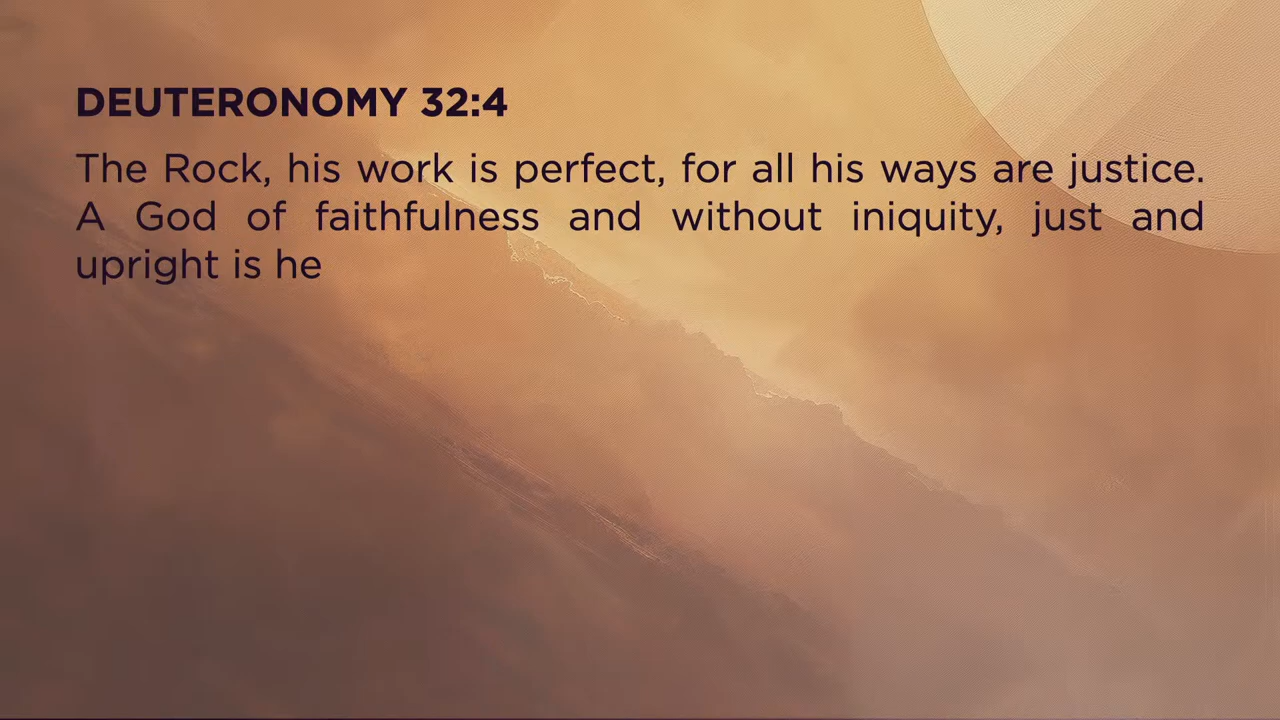 DEUTERONOMY 32:4
The Rock, his work is perfect, for all his ways are justice.
A God of faithfulness and without iniquity, just and
upright is he